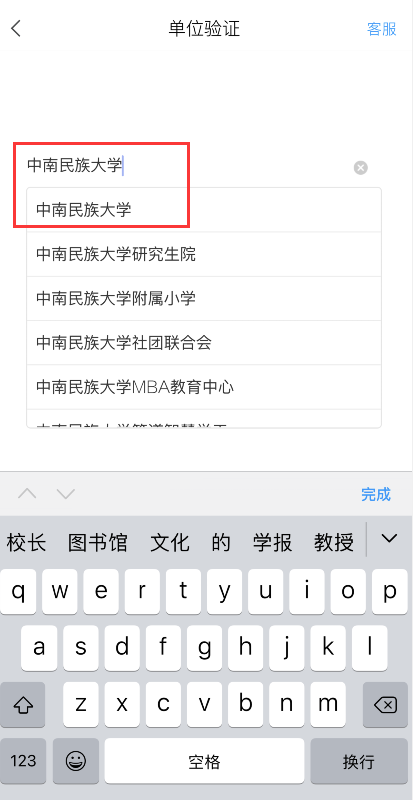 单位验证 客服
中南民族大学
中南民族大学
中南民族大学研究生院
中南民族大学附属小学
中南民族大学社团联合会
中南民族大学MBA教育中心
完成
校长 图书馆 文化 的 学报 教授
q w e r t y u i o p
a s d f g h j k l
z x c v b n m
123 空格 换行